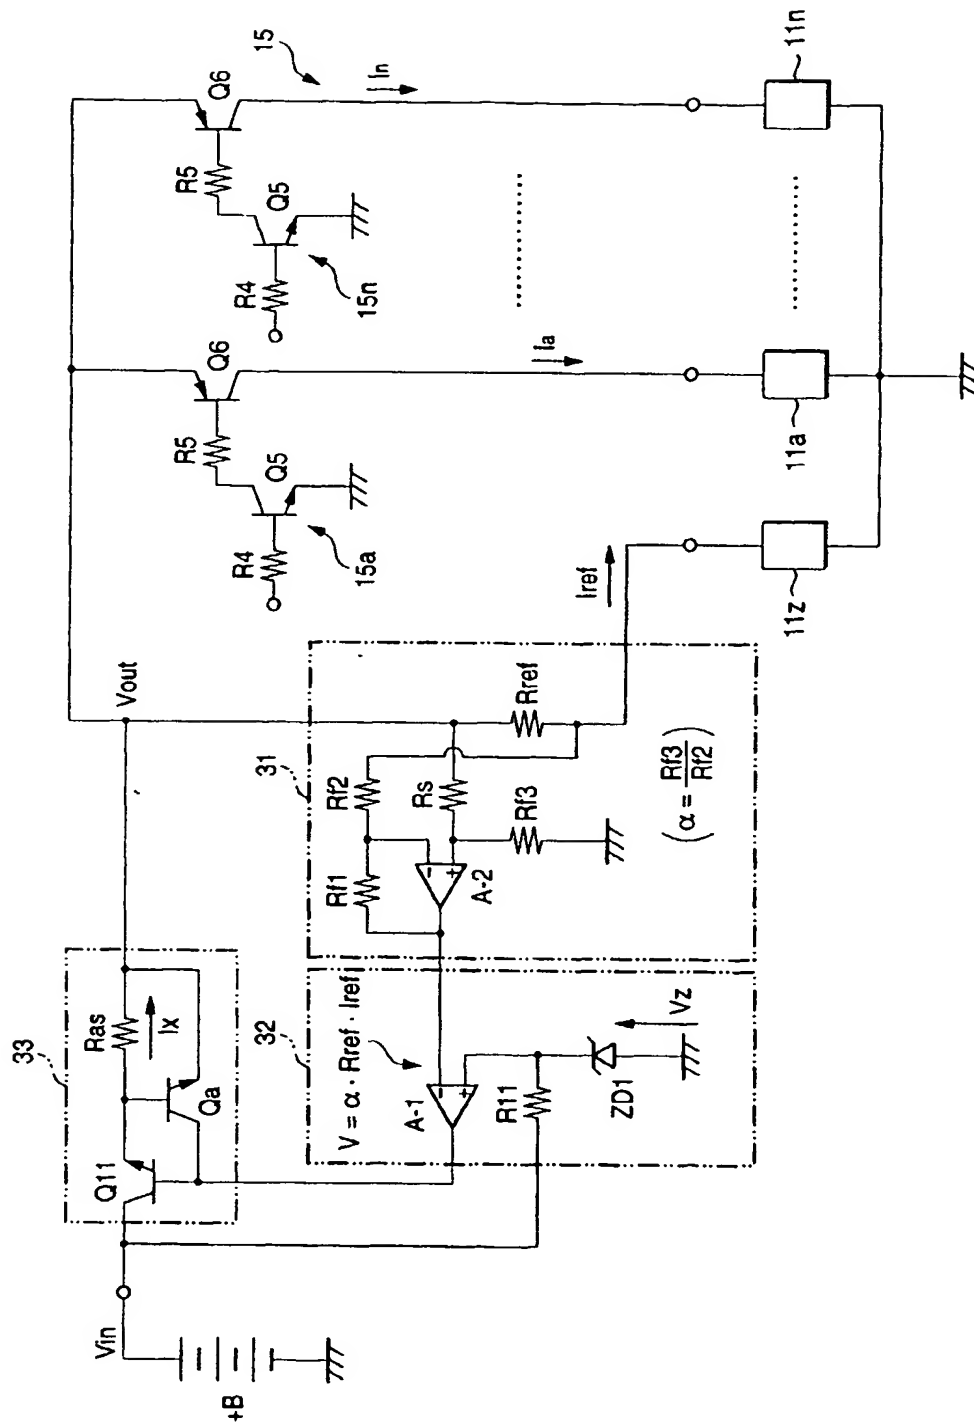 +B
Vin
33
Q11
Ras
Ix
Qa
Vout
32
V = α · Rref · Iref
A-1
R11
ZD1
Vz
31
Rf1
Rf2
A-2
Rs
Rf3
Rref
(α = Rf3/Rf2)
Iref
11z
R4
15a
Q5
R5
Q6
Ia
11a
R4
15n
Q5
R5
Q6
15
In
11n